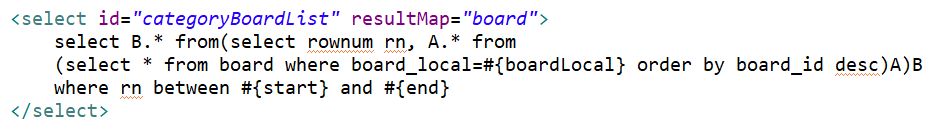 <select id="categoryBoardList" resultMap="board">
select B.* from(select rownum rn, A.* from
(select * from board where board_local=#{boardLocal} order by board_id desc)A)B
where rn between #{start} and #{end}
</select>